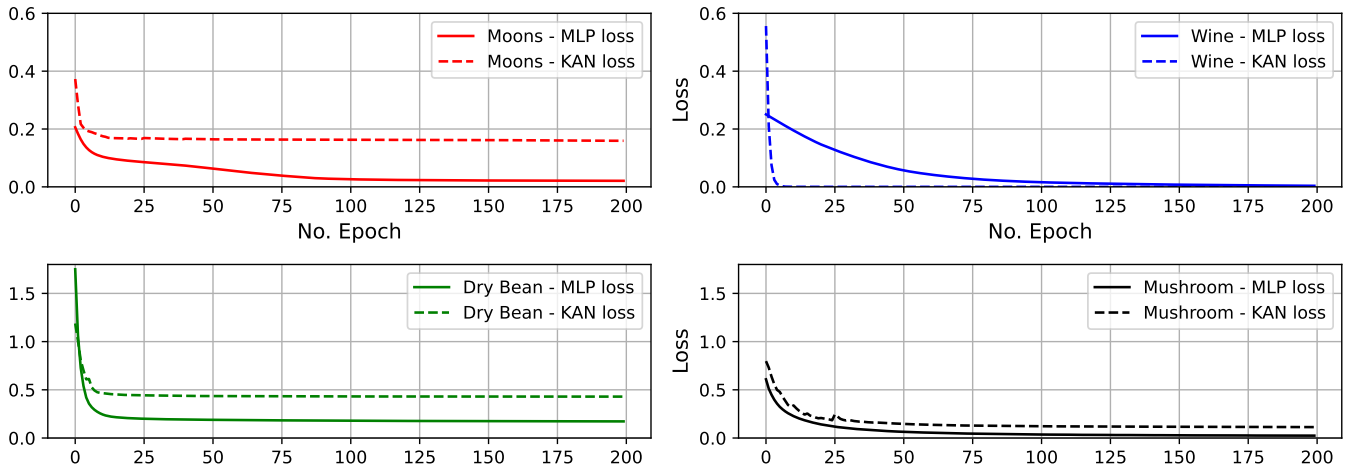 0.6
0.4
0.2
0.0
Moons - MLP loss
Moons - KAN loss
0 25 50 75 100 125 150 175 200
No. Epoch
Loss
0.6
0.4
0.2
0.0
Wine - MLP loss
Wine - KAN loss
0 25 50 75 100 125 150 175 200
No. Epoch
1.5
1.0
0.5
0.0
Dry Bean - MLP loss
Dry Bean - KAN loss
0 25 50 75 100 125 150 175 200
Loss
1.5
1.0
0.5
0.0
Mushroom - MLP loss
Mushroom - KAN loss
0 25 50 75 100 125 150 175 200